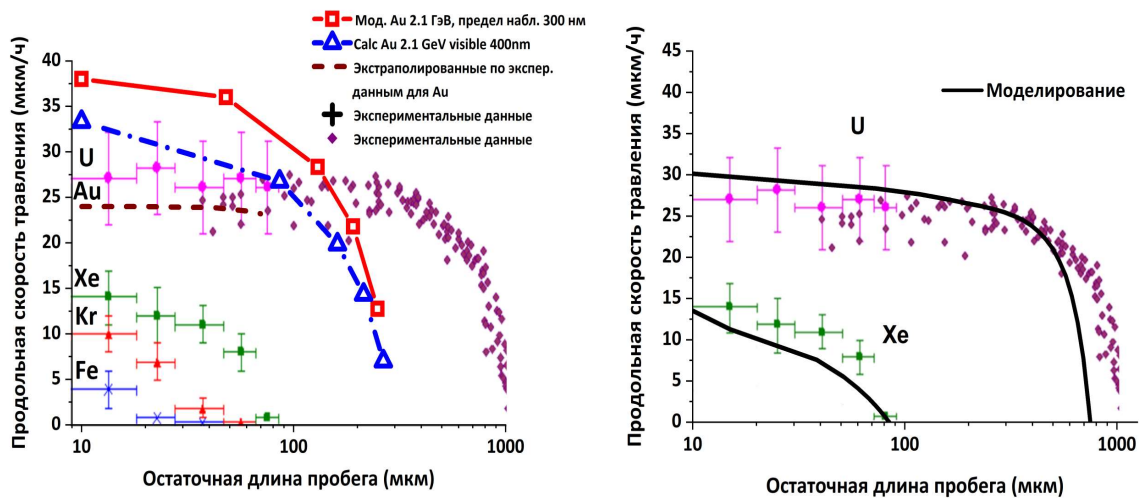 Мод. Au 2.1 ГэВ, предел набл. 300 нм
Calc Au 2.1 GeV visible 400nm
Экстраполированные по экспер.
данным для Au
Экспериментальные данные
Экспериментальные данные
Продольная скорость травления (мкм/ч)
40
35
30
25
20
15
10
5
0
U
Au
Xe
Kr
Fe
10
100
1000
Остаточная длина пробега (мкм)
Продольная скорость травления (мкм/ч)
45
40
35
30
25
20
15
10
5
0
Моделирование
U
Xe
10
100
1000
Остаточная длина пробега (мкм)